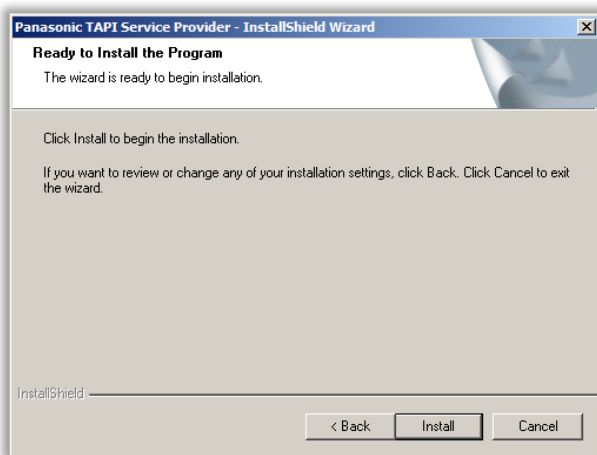 Panasonic TAPI Service Provider - InstallShield Wizard
Ready to Install the Program
The wizard is ready to begin installation.
Click Install to begin the installation.
If you want to review or change any of your installation settings, click Back. Click Cancel to exit
the wizard.
InstallShield
< Back Install Cancel